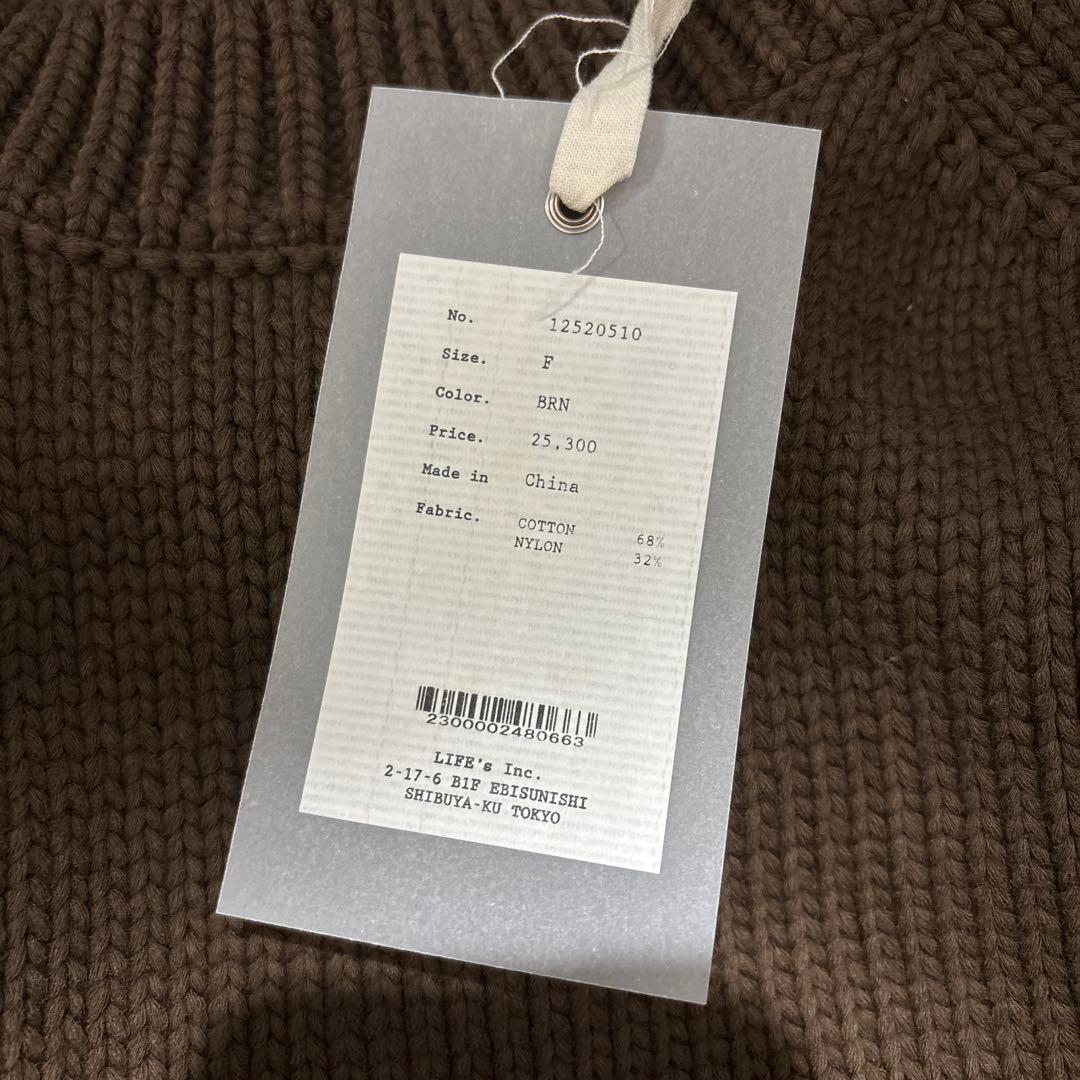 No. 12520510
Size. F
Color. BRN
Price. 25,300
Made in China
Fabric. COTTON 68%
NYLON 32%
2300002480663
LIFE's Inc.
2-17-6 B1F EBISUNISHI
SHIBUYA-KU TOKYO